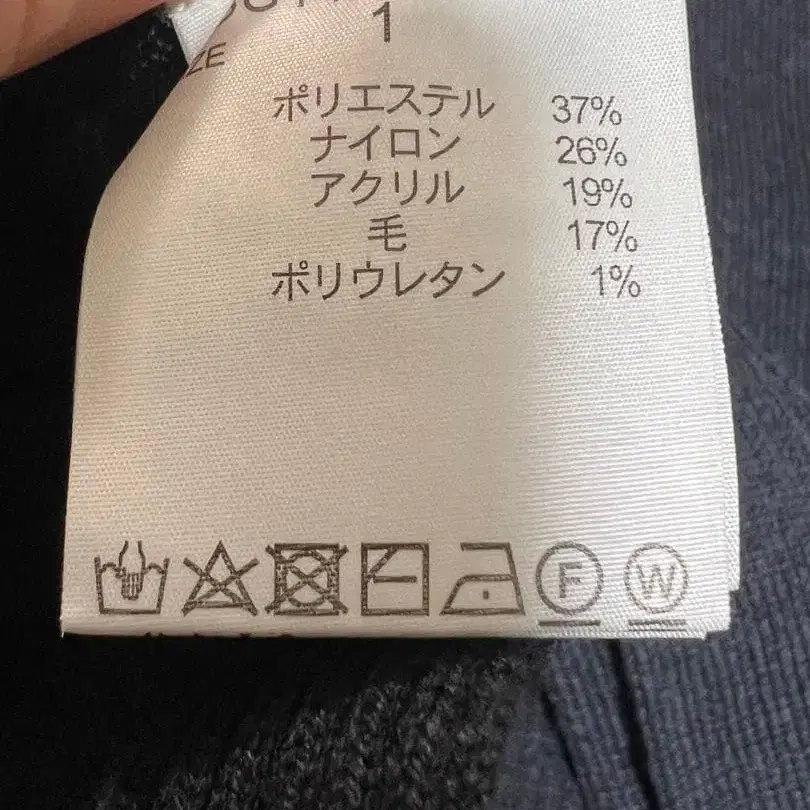 1
ZE
ポリエステル 37%
ナイロン 26%
アクリル 19%
毛 17%
ポリウレタン 1%
F W